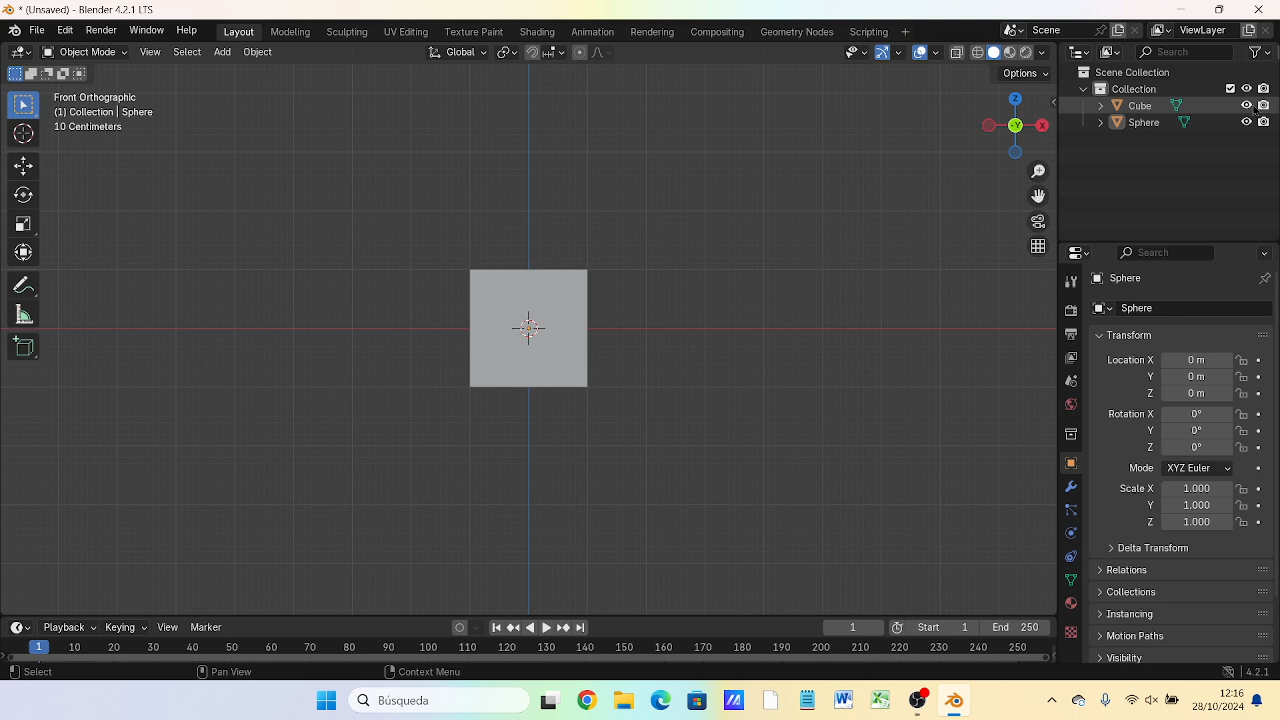 * (Unsaved) - Blender 4.2.1 LTS
File Edit Render Window Help Layout Modeling Sculpting UV Editing Texture Paint Shading Animation Rendering Compositing Geometry Nodes Scripting + Scene ViewLayer
Object Mode View Select Add Object Global Search
Options
Front Orthographic
(1) Collection | Sphere
10 Centimeters
Z
-Y
X
Scene Collection
Collection
Cube
Sphere
Search
Sphere
Sphere
Transform
Location X 0 m
Y 0 m
Z 0 m
Rotation X 0°
Y 0°
Z 0°
Mode XYZ Euler
Scale X 1.000
Y 1.000
Z 1.000
Delta Transform
Relations
Collections
Instancing
Motion Paths
Visibility
Playback Keying View Marker 1 Start 1 End 250
1 10 20 30 40 50 60 70 80 90 100 110 120 130 140 150 160 170 180 190 200 210 220 230 240 250
Select Pan View Context Menu 4.2.1
Búsqueda
12:16
28/10/2024